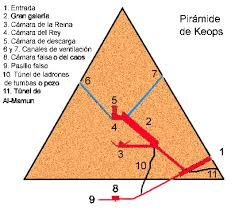 1. Entrada
2. Gran galería
3. Cámara de la Reina
4. Cámara del Rey
5. Cámara de descarga
6 y 7. Canales de ventilación
8. Cámara falsa o del caos
9. Pasillo falso
10. Túnel de ladrones
de tumbas o pozo
11. Túnel de
Al-Mamun
Pirámide
de Keops
6
7
5
4
2
3
10
1
11
8
9